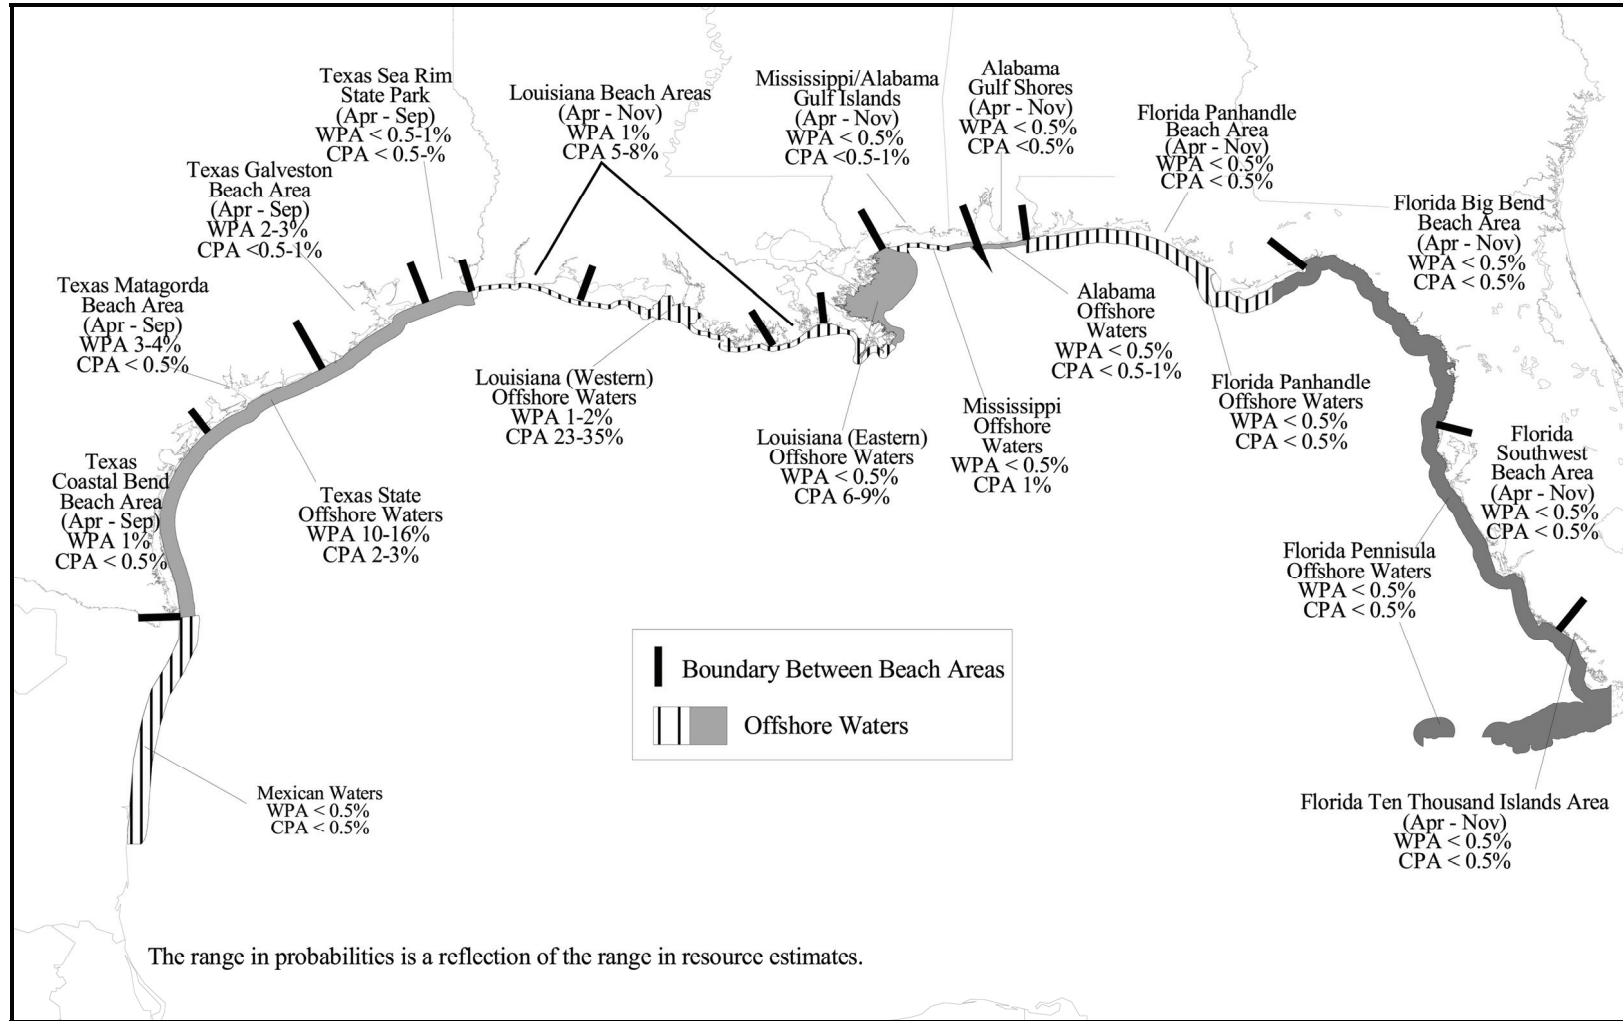 Texas Sea Rim
State Park
(Apr - Sep)
WPA < 0.5-1%
CPA < 0.5-%
Louisiana Beach Areas
(Apr - Nov)
WPA 1%
CPA 5-8%
Mississippi/Alabama
Gulf Islands
(Apr - Nov)
WPA < 0.5%
CPA <0.5-1%
Alabama
Gulf Shores
(Apr - Nov)
WPA < 0.5%
CPA <0.5%
Florida Panhandle
Beach Area
(Apr - Nov)
WPA < 0.5%
CPA < 0.5%
Texas Galveston
Beach Area
(Apr - Sep)
WPA 2-3%
CPA <0.5-1%
Florida Big Bend
Beach Area
(Apr - Nov)
WPA < 0.5%
CPA < 0.5%
Texas Matagorda
Beach Area
(Apr - Sep)
WPA 3-4%
CPA < 0.5%
Alabama
Offshore
Waters
WPA < 0.5%
CPA < 0.5-1%
Louisiana (Western)
Offshore Waters
WPA 1-2%
CPA 23-35%
Florida Panhandle
Offshore Waters
WPA < 0.5%
CPA < 0.5%
Mississippi
Offshore
Waters
WPA < 0.5%
CPA 1%
Louisiana (Eastern)
Offshore Waters
WPA < 0.5%
CPA 6-9%
Florida
Southwest
Beach Area
(Apr - Nov)
WPA < 0.5%
CPA < 0.5%
Texas
Coastal Bend
Beach Area
(Apr - Sep)
WPA 1%
CPA < 0.5%
Texas State
Offshore Waters
WPA 10-16%
CPA 2-3%
Florida Pennisula
Offshore Waters
WPA < 0.5%
CPA < 0.5%
Boundary Between Beach Areas
Offshore Waters
Mexican Waters
WPA < 0.5%
CPA < 0.5%
Florida Ten Thousand Islands Area
(Apr - Nov)
WPA < 0.5%
CPA < 0.5%
The range in probabilities is a reflection of the range in resource estimates.